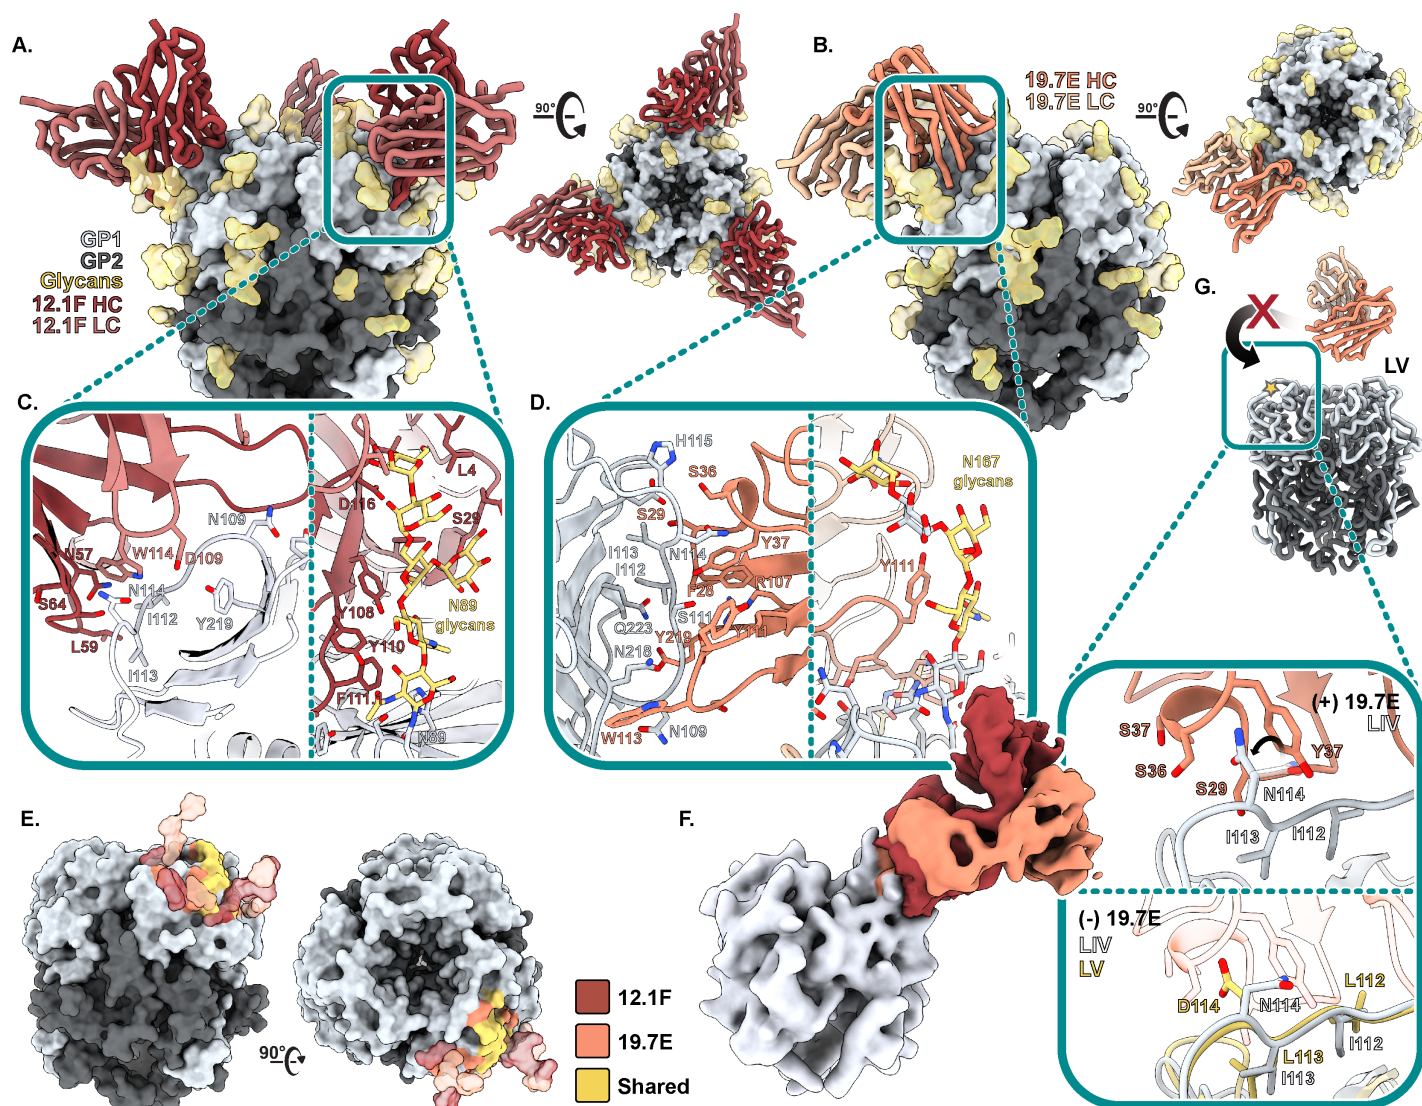 A.
90°
B.
19.7E HC
19.7E LC
90°
GP1
GP2
Glycans
12.1F HC
12.1F LC
G.
X
LV
C.
N109
N57
W114
D109
N114
S64
I112
Y219
L59
I113
L4
D116
S29
Y108
N89
glycans
Y110
F111
N89
D.
H115
S36
S29
I113
N114
Y37
I112
F28
R107
S111
Q223
Y219
Y111
N218
W113
N109
N167
glycans
Y111
(+) 19.7E
LIV
S37
S36
Y37
S29
N114
I113
I112
(-) 19.7E
LIV
LV
D114
N114
L112
I112
L113
I113
E.
90°
12.1F
19.7E
Shared
F.